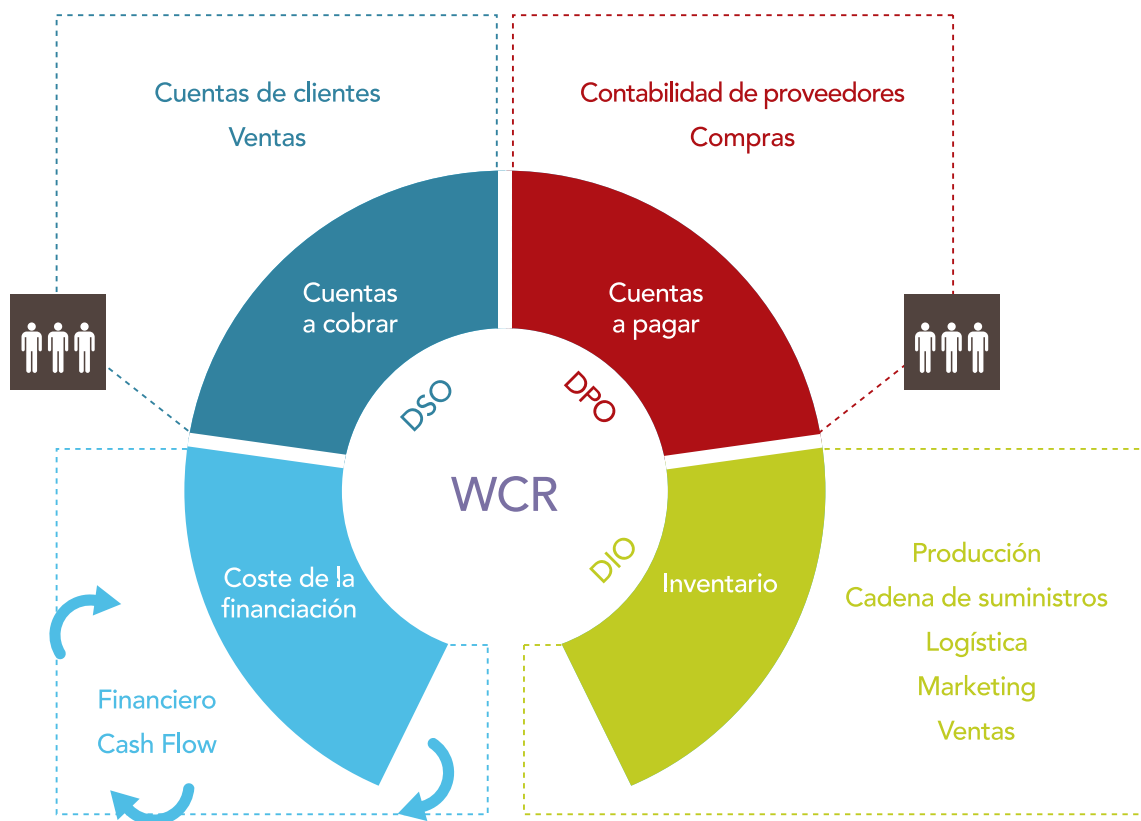 Cuentas de clientes
Ventas
Contabilidad de proveedores
Compras
Cuentas
a cobrar
Cuentas
a pagar
DSO
DPO
WCR
DIO
Coste de la
financiación
Inventario
Financiero
Cash Flow
Producción
Cadena de suministros
Logística
Marketing
Ventas